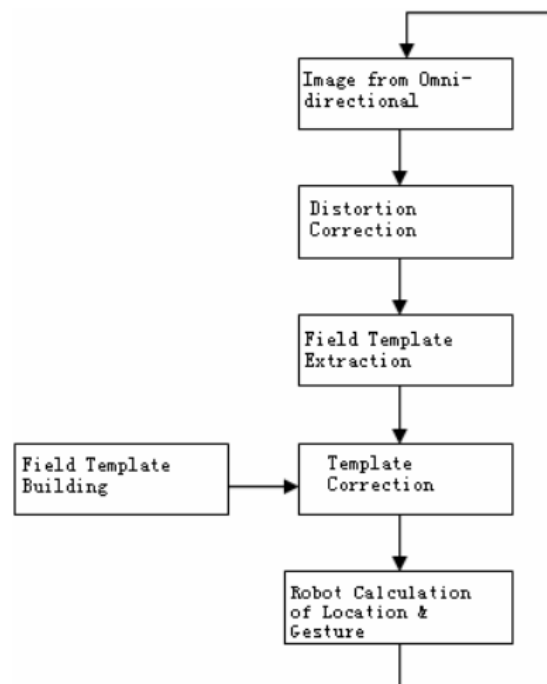 Image from Omni-
directional
Distortion
Correction
Field Template
Extraction
Field Template
Building
Template
Correction
Robot Calculation
of Location &
Gesture